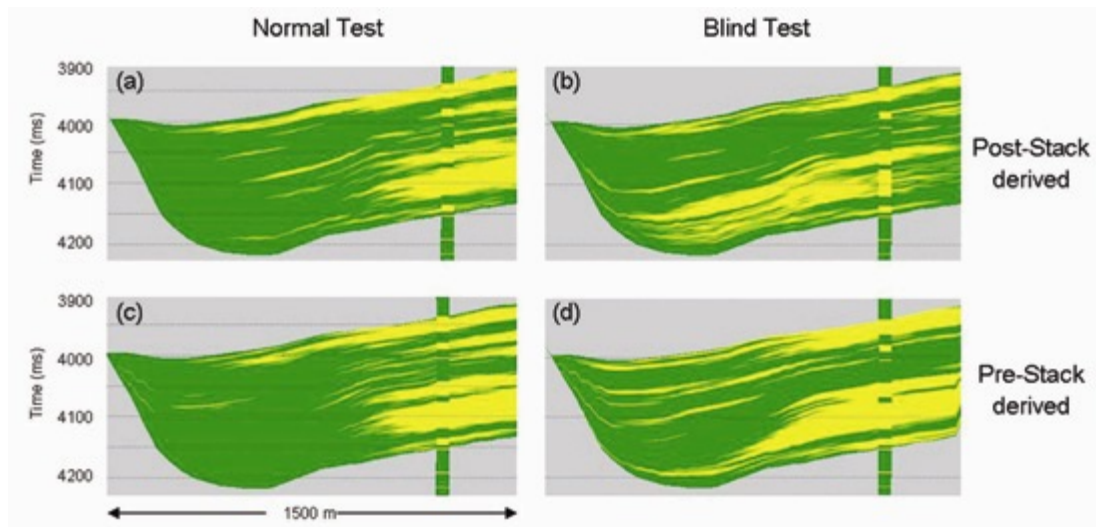 Normal Test
Blind Test
(a)
(b)
3900
4000
4100
4200
Time (ms)
Post-Stack
derived
(c)
(d)
3900
4000
4100
4200
Time (ms)
Pre-Stack
derived
1500 m